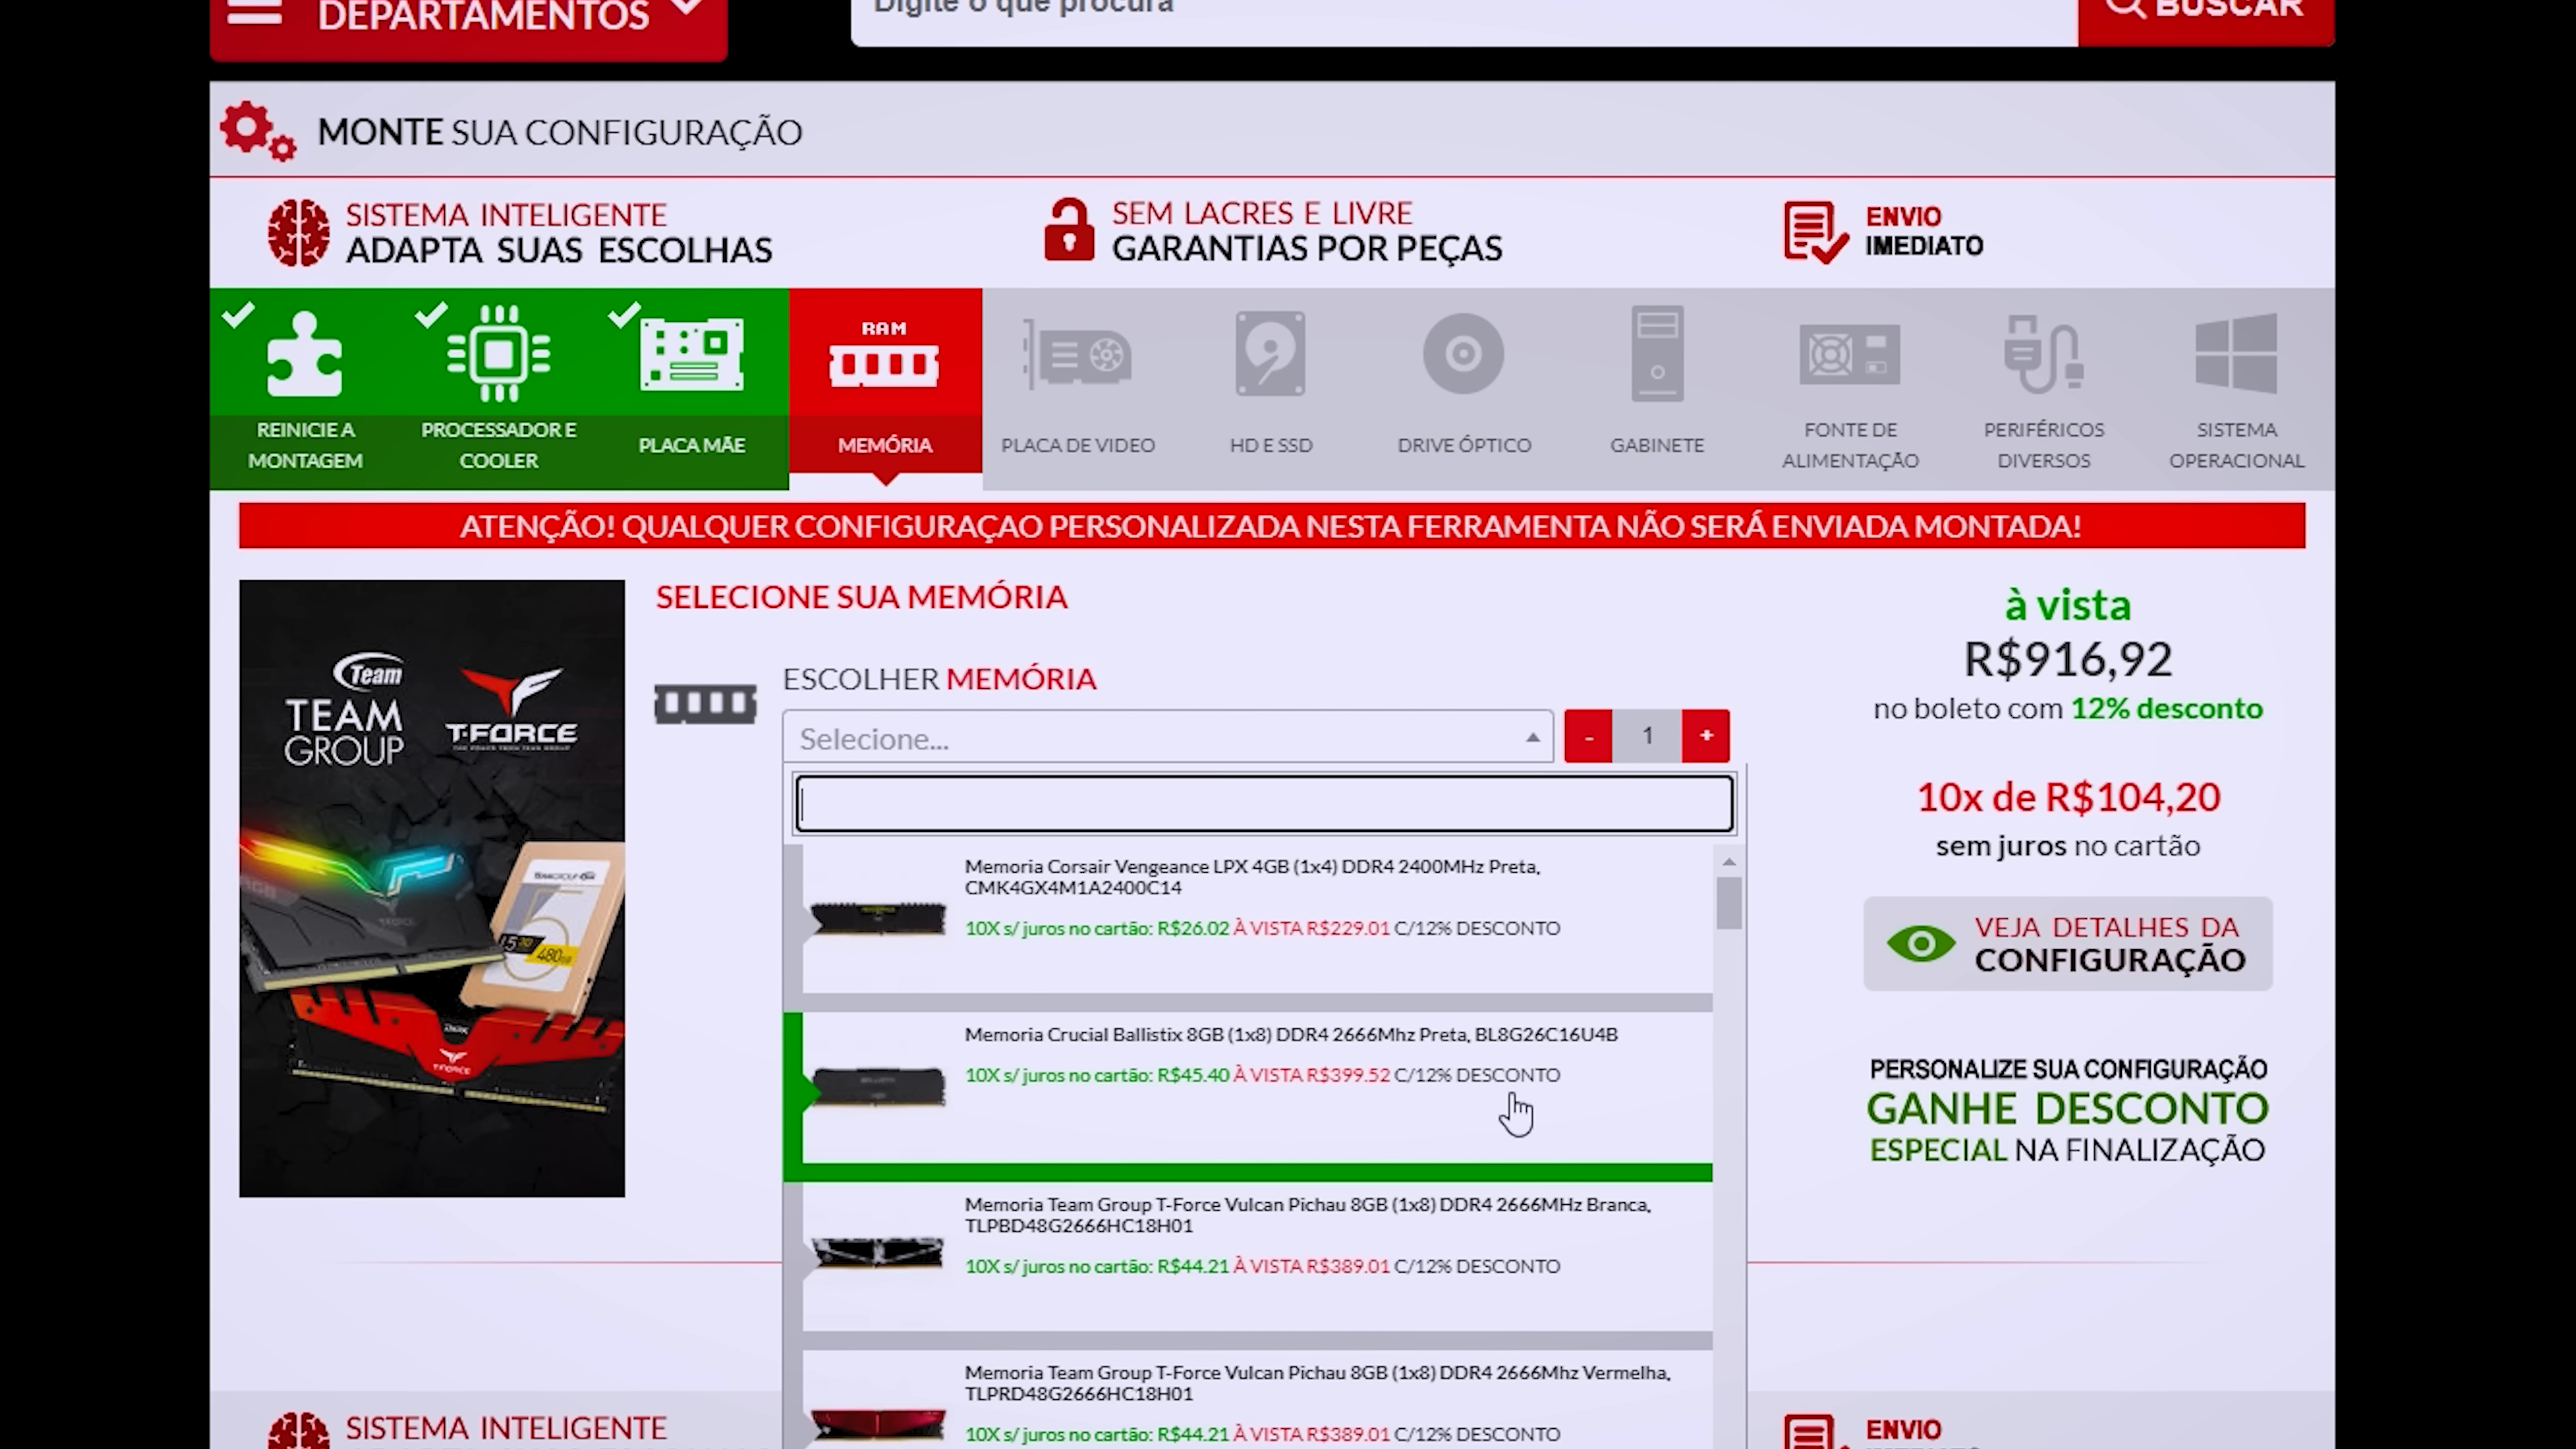 DEPARTAMENTOS
Digite o que procura
BUSCAR
MONTE SUA CONFIGURAÇÃO
SISTEMA INTELIGENTE
ADAPTA SUAS ESCOLHAS
SEM LACRES E LIVRE
GARANTIAS POR PEÇAS
ENVIO
IMEDIATO
REINICIE A
MONTAGEM
PROCESSADOR E
COOLER
PLACA MÃE
RAM
MEMÓRIA
PLACA DE VIDEO
HD E SSD
DRIVE ÓPTICO
GABINETE
FONTE DE
ALIMENTAÇÃO
PERIFÉRICOS
DIVERSOS
SISTEMA
OPERACIONAL
ATENÇÃO! QUALQUER CONFIGURAÇAO PERSONALIZADA NESTA FERRAMENTA NÃO SERÁ ENVIADA MONTADA!
Team
TEAM
GROUP
T-FORCE
480GB
T-FORCE
SELECIONE SUA MEMÓRIA
ESCOLHER MEMÓRIA
Selecione...
- 1 +
Memoria Corsair Vengeance LPX 4GB (1x4) DDR4 2400MHz Preta,
CMK4GX4M1A2400C14
10X s/ juros no cartão: R$26.02 À VISTA R$229.01 C/12% DESCONTO
Memoria Crucial Ballistix 8GB (1x8) DDR4 2666Mhz Preta, BL8G26C16U4B
10X s/ juros no cartão: R$45.40 À VISTA R$399.52 C/12% DESCONTO
Memoria Team Group T-Force Vulcan Pichau 8GB (1x8) DDR4 2666MHz Branca,
TLPBD48G2666HC18H01
10X s/ juros no cartão: R$44.21 À VISTA R$389.01 C/12% DESCONTO
Memoria Team Group T-Force Vulcan Pichau 8GB (1x8) DDR4 2666Mhz Vermelha,
TLPRD48G2666HC18H01
10X s/ juros no cartão: R$44.21 À VISTA R$389.01 C/12% DESCONTO
à vista
R$916,92
no boleto com 12% desconto
10x de R$104,20
sem juros no cartão
VEJA DETALHES DA
CONFIGURAÇÃO
PERSONALIZE SUA CONFIGURAÇÃO
GANHE DESCONTO
ESPECIAL NA FINALIZAÇÃO
SISTEMA INTELIGENTE
ENVIO